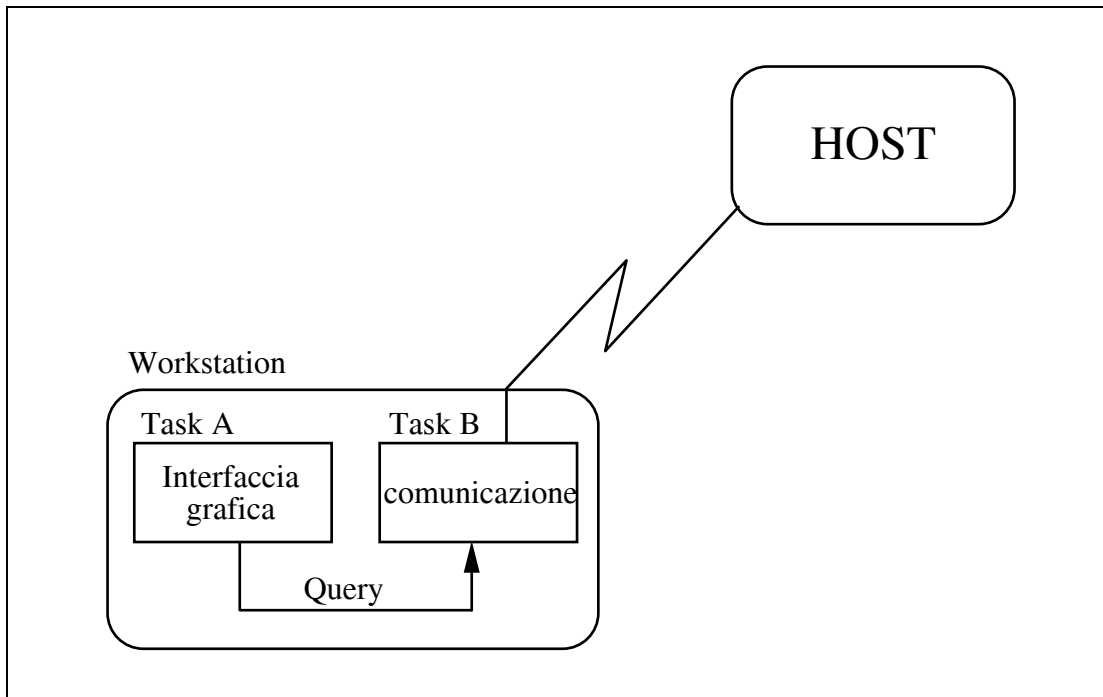 HOST
Workstation
Task A
Task B
Interfaccia
grafica
comunicazione
Query